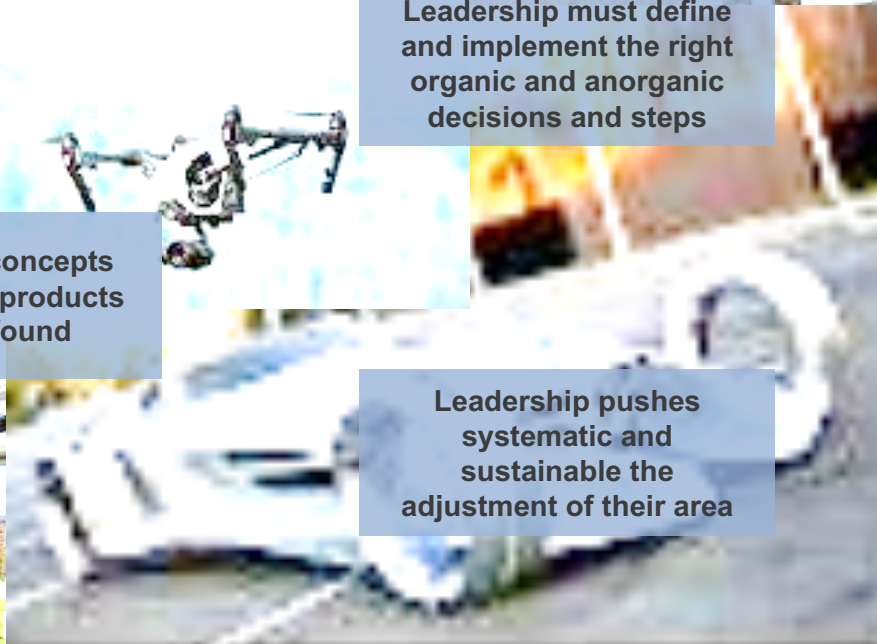 Leadership must define
and implement the right
organic and anorganic
decisions and steps
concepts
products
ound
Leadership pushes
systematic and
sustainable the
adjustment of their area